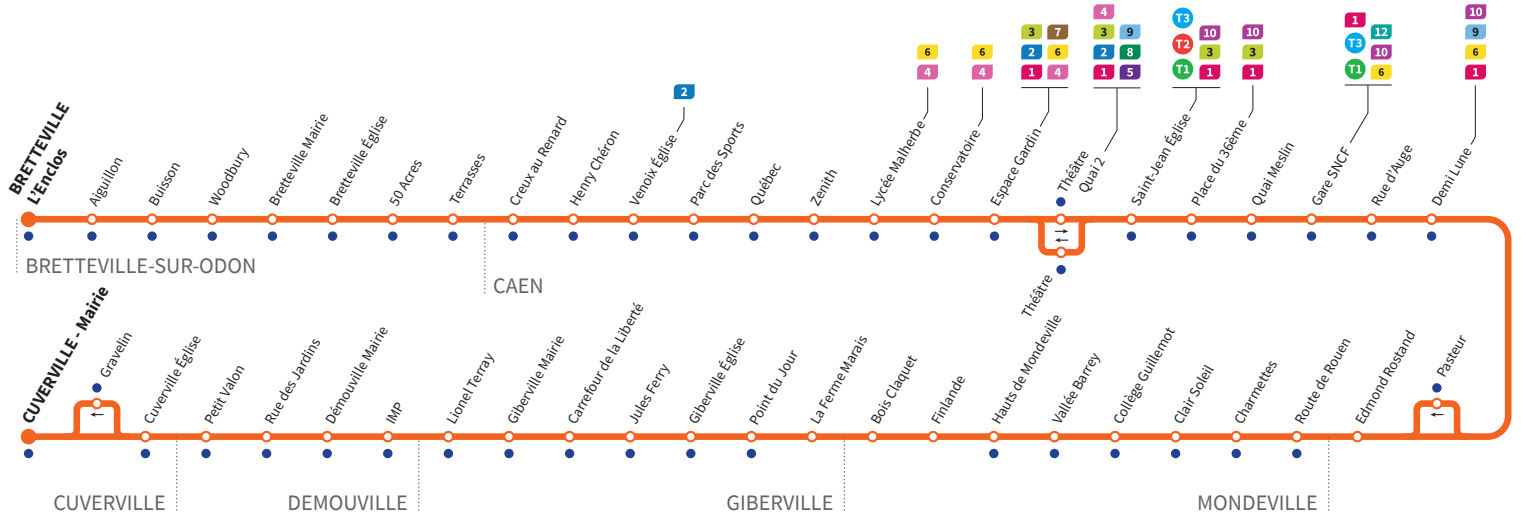 4
10
3
7
3
9
T3
10
10
1
12
9
6
6
2
6
2
8
T2
3
3
T3
10
6
4
4
1
4
1
5
T1
1
1
T1
6
1
2
BRETTEVILLE
L'Enclos
Aiguillon
Buisson
Woodbury
Bretteville Mairie
Bretteville Église
50 Acres
Terrasses
Creux au Renard
Henry Chéron
Venoix Église
Parc des Sports
Québec
Zenith
Lycée Malherbe
Conservatoire
Espace Gardin
Théâtre
Quai 2
Saint-Jean Église
Place du 36ème
Quai Meslin
Gare SNCF
Rue d'Auge
Demi Lune
BRETTEVILLE-SUR-ODON
CAEN
Théâtre
CUVERVILLE - Mairie
Gravelin
Cuverville Église
Petit Valon
Rue des Jardins
Démouville Mairie
IMP
Lionel Terray
Giberville Mairie
Carrefour de la Liberté
Jules Ferry
Giberville Église
Point du Jour
La Ferme Marais
Bois Claquet
Finlande
Hauts de Mondeville
Vallée Barrey
Collège Guillemot
Clair Soleil
Charmettes
Route de Rouen
Edmond Rostand
Pasteur
CUVERVILLE
DEMOUVILLE
GIBERVILLE
MONDEVILLE